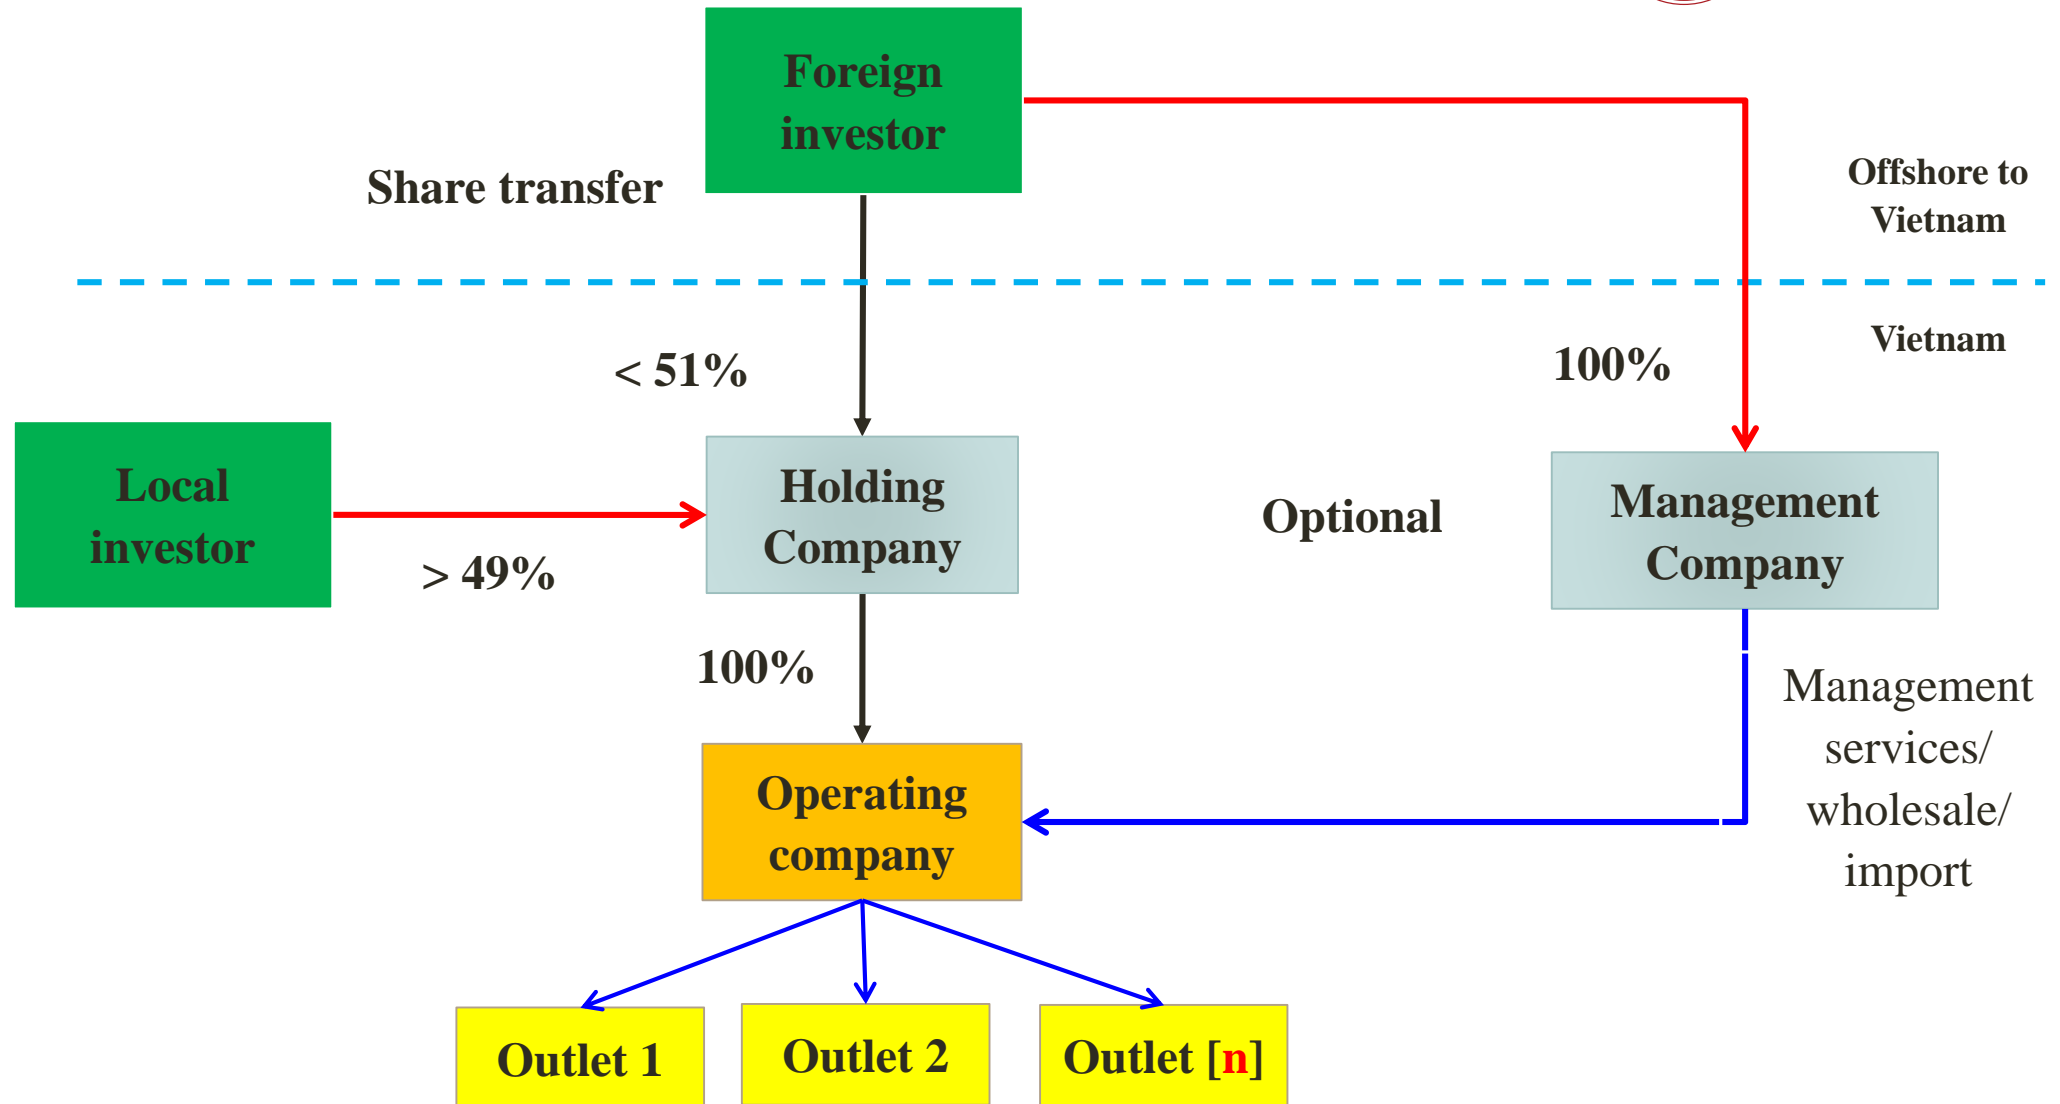 Foreign
investor
Share transfer
Offshore to
Vietnam
Vietnam
< 51%
100%
Local
investor
> 49%
Holding
Company
Optional
Management
Company
100%
Management
services/
wholesale/
import
Operating
company
Outlet 1
Outlet 2
Outlet [n]